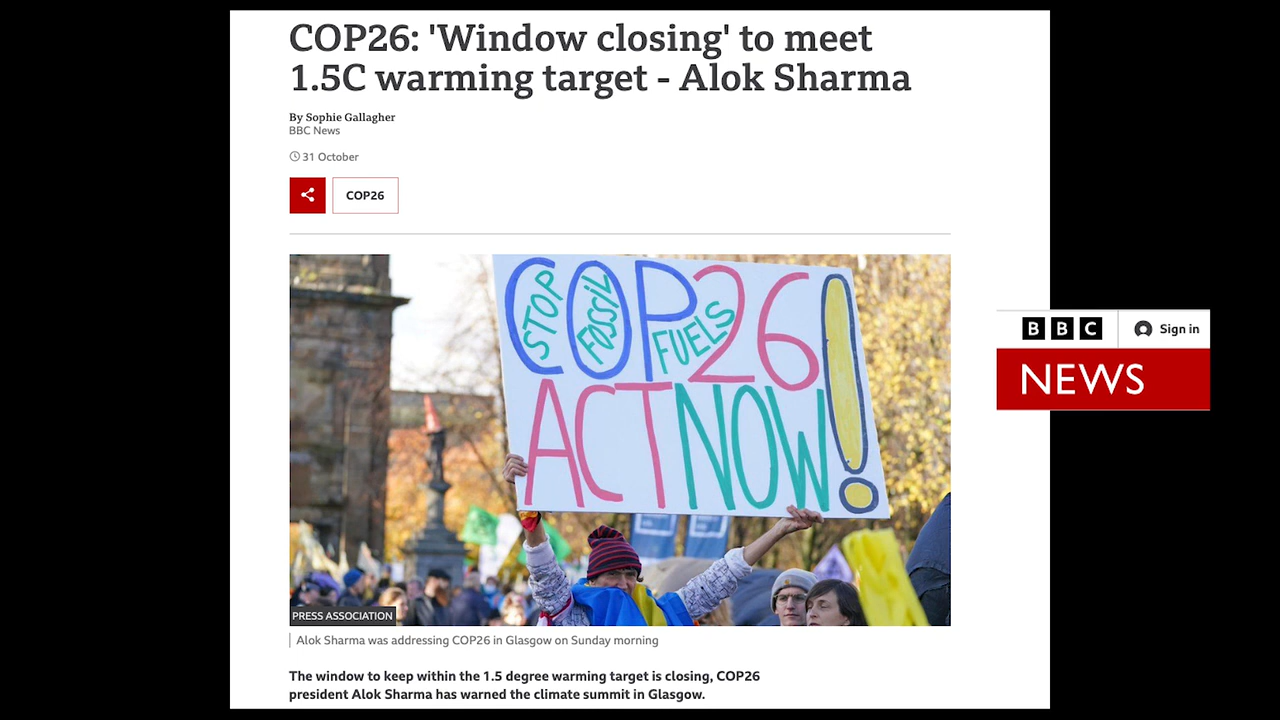 COP26: 'Window closing' to meet
1.5C warming target - Alok Sharma
By Sophie Gallagher
BBC News
31 October
COP26
COP26
STOP
Fossil
FUELS
ACT NOW!
PRESS ASSOCIATION
Alok Sharma was addressing COP26 in Glasgow on Sunday morning
The window to keep within the 1.5 degree warming target is closing, COP26
president Alok Sharma has warned the climate summit in Glasgow.
BBC
Sign in
NEWS